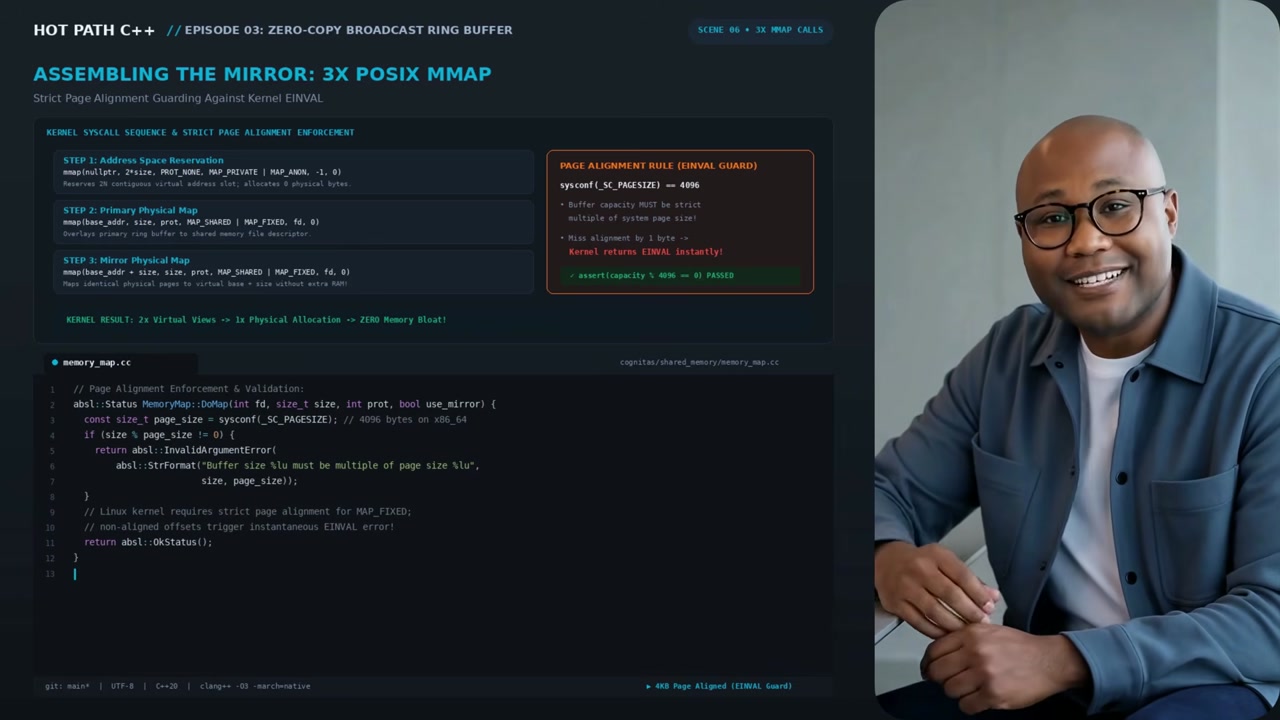 HOT PATH C++ // EPISODE 03: ZERO-COPY BROADCAST RING BUFFER
SCENE 06 • 3X MMAP CALLS
ASSEMBLING THE MIRROR: 3X POSIX MMAP
Strict Page Alignment Guarding Against Kernel EINVAL
KERNEL SYSCALL SEQUENCE & STRICT PAGE ALIGNMENT ENFORCEMENT
STEP 1: Address Space Reservation
mmap(nullptr, 2*size, PROT_NONE, MAP_PRIVATE | MAP_ANON, -1, 0)
Reserves 2N contiguous virtual address slot; allocates 0 physical bytes.
STEP 2: Primary Physical Map
mmap(base_addr, size, prot, MAP_SHARED | MAP_FIXED, fd, 0)
Overlays primary ring buffer to shared memory file descriptor.
STEP 3: Mirror Physical Map
mmap(base_addr + size, size, prot, MAP_SHARED | MAP_FIXED, fd, 0)
Maps identical physical pages to virtual base + size without extra RAM!
PAGE ALIGNMENT RULE (EINVAL GUARD)
sysconf(_SC_PAGESIZE) == 4096
• Buffer capacity MUST be strict
multiple of system page size!
• Miss alignment by 1 byte ->
Kernel returns EINVAL instantly!
✓ assert(capacity % 4096 == 0) PASSED
KERNEL RESULT: 2x Virtual Views -> 1x Physical Allocation -> ZERO Memory Bloat!
memory_map.cc
cognitas/shared_memory/memory_map.cc
1 // Page Alignment Enforcement & Validation:
2 absl::Status MemoryMap::DoMap(int fd, size_t size, int prot, bool use_mirror) {
3 const size_t page_size = sysconf(_SC_PAGESIZE); // 4096 bytes on x86_64
4 if (size % page_size != 0) {
5 return absl::InvalidArgumentError(
6 absl::StrFormat("Buffer size %lu must be multiple of page size %lu",
7 size, page_size));
8 }
9 // Linux kernel requires strict page alignment for MAP_FIXED;
10 // non-aligned offsets trigger instantaneous EINVAL error!
11 return absl::OkStatus();
12 }
13
git: main* | UTF-8 | C++20 | clang++ -O3 -march=native
▶ 4KB Page Aligned (EINVAL Guard)